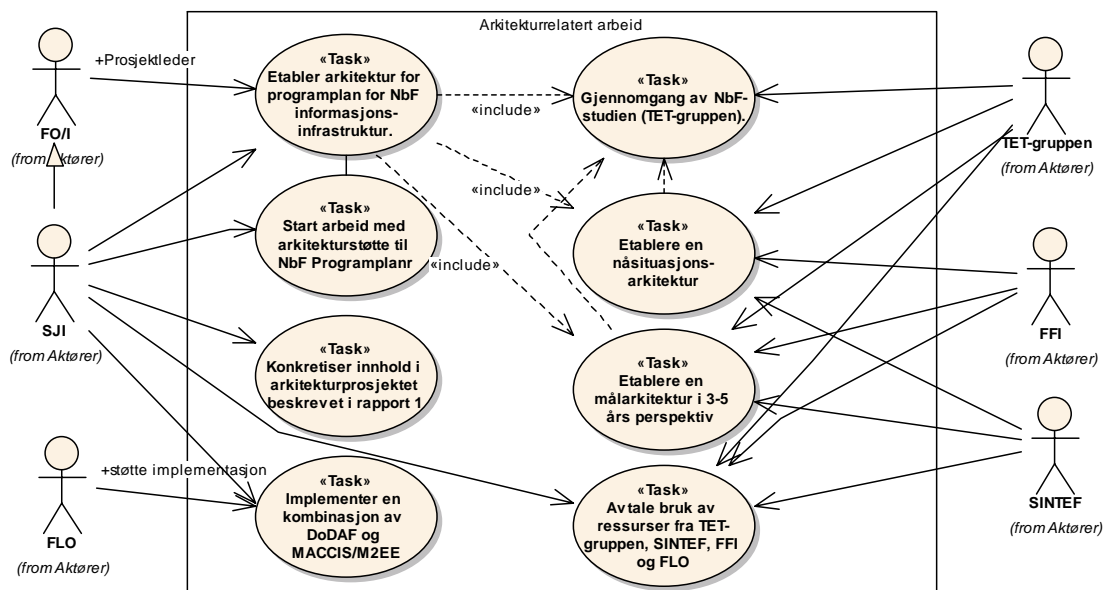 Arkitekturrelatert arbeid
+Prosjektleder
FO/I
(from Aktører)
SJI
(from Aktører)
+støtte implementasjon
FLO
(from Aktører)
«Task»
Etabler arkitektur for
programplan for NbF
informasjons-
infrastruktur.
«Task»
Start arbeid med
arkitekturstøtte til
NbF Programplanr
«Task»
Konkretiser innhold i
arkitekturprosjektet
beskrevet i rapport 1
«Task»
Implementer en
kombinasjon av
DoDAF og
MACCIS/M2EE
«include»
«include»
«include»
«Task»
Gjennomgang av NbF-
studien (TET-gruppen).
«Task»
Etablere en
nåsituasjons-
arkitektur
«Task»
Etablere en
målarkitektur i 3-5
års perspektiv
«Task»
Avtale bruk av
ressurser fra TET-
gruppen, SINTEF, FFI
og FLO
TET-gruppen
(from Aktører)
FFI
(from Aktører)
SINTEF
(from Aktører)